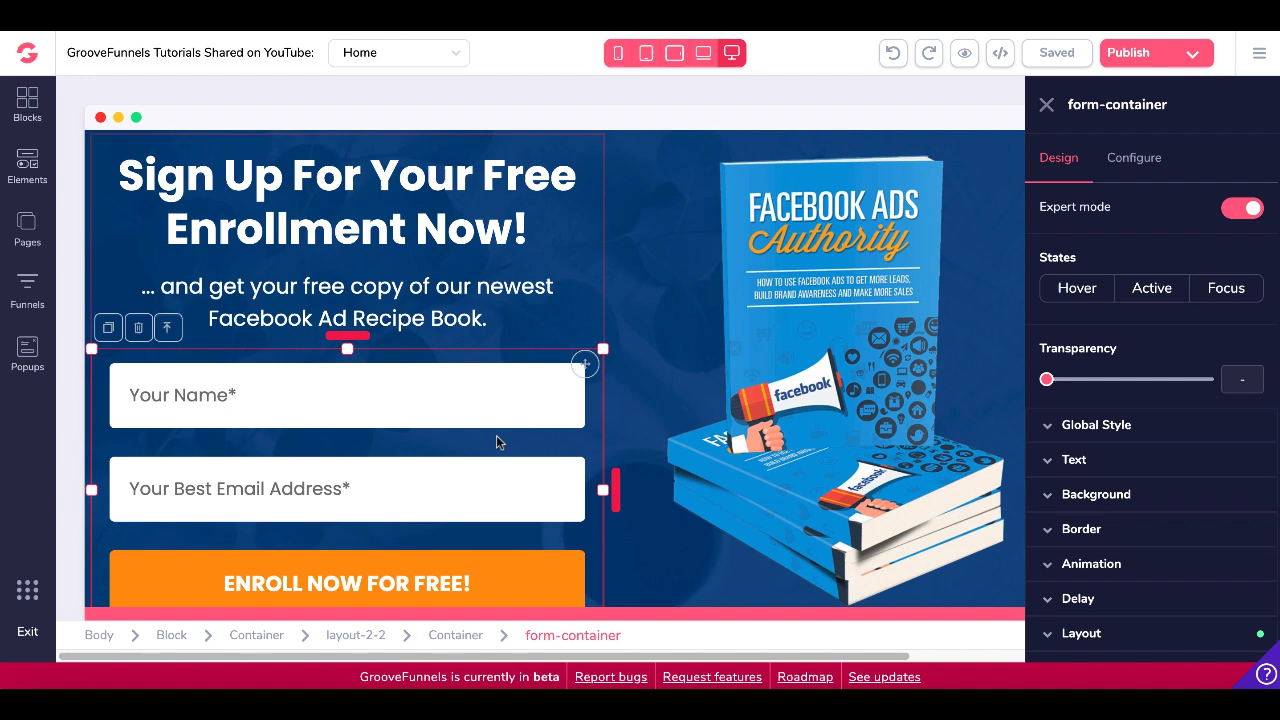 GrooveFunnels Tutorials Shared on YouTube:
Home
Saved
Publish
Blocks
Elements
Pages
Funnels
Popups
Exit
Sign Up For Your Free
Enrollment Now!
... and get your free copy of our newest
Facebook Ad Recipe Book.
Your Name*
Your Best Email Address*
ENROLL NOW FOR FREE!
FACEBOOK ADS
Authority
HOW TO USE FACEBOOK ADS TO GET MORE LEADS,
BUILD BRAND AWARENESS AND MAKE MORE SALES
facebook
facebook
form-container
Design
Configure
Expert mode
States
Hover
Active
Focus
Transparency
-
Global Style
Text
Background
Border
Animation
Delay
Layout
Body
Block
Container
layout-2-2
Container
form-container
GrooveFunnels is currently in beta
Report bugs
Request features
Roadmap
See updates